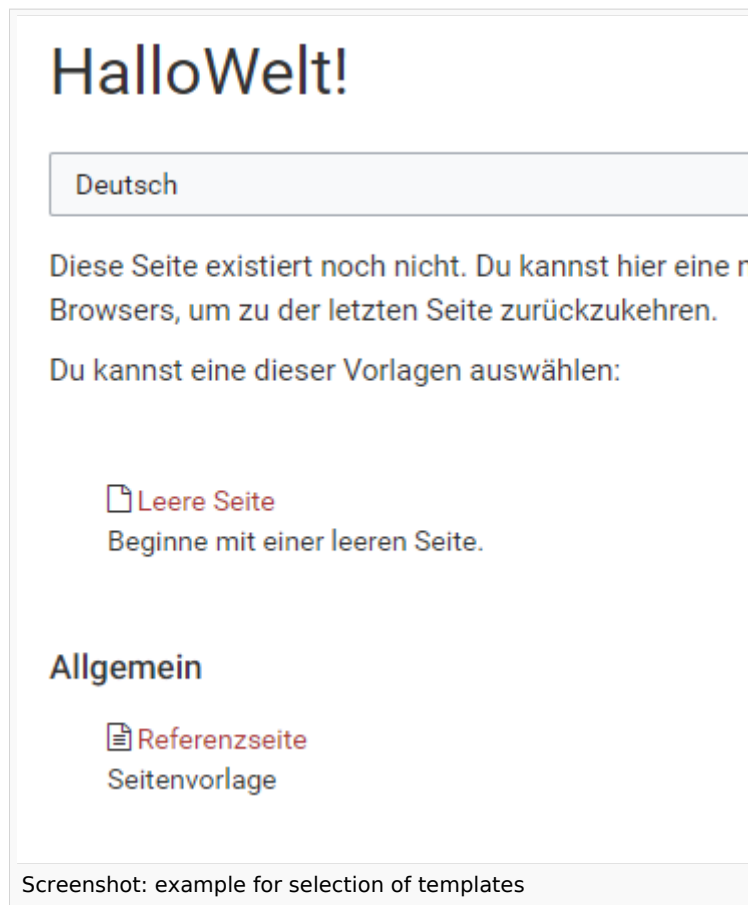 HalloWelt!
Deutsch
Diese Seite existiert noch nicht. Du kannst hier eine
Browsers, um zu der letzten Seite zurückzukehren.
Du kannst eine dieser Vorlagen auswählen:
Leere Seite
Beginne mit einer leeren Seite.
Allgemein
Referenzseite
Seitenvorlage
Screenshot: example for selection of templates